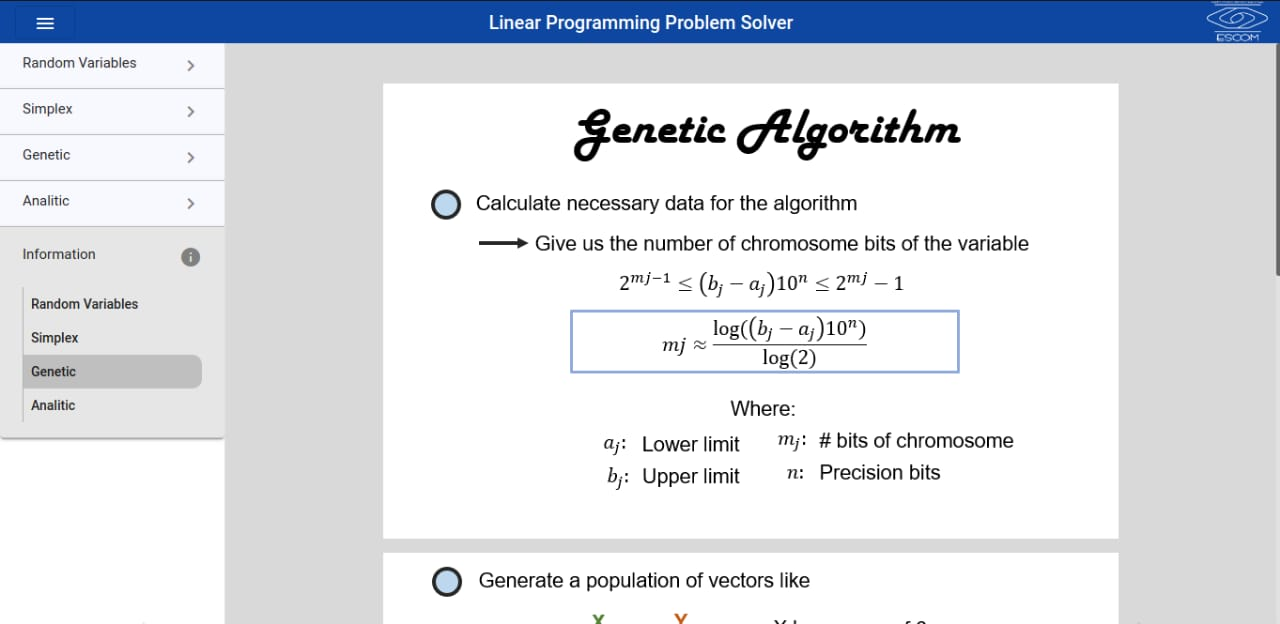 Linear Programming Problem Solver
ESCOM
Random Variables
Simplex
Genetic
Analitic
Information
Random Variables
Simplex
Genetic
Analitic
Genetic Algorithm
Calculate necessary data for the algorithm
Give us the number of chromosome bits of the variable
2^{mj−1} ≤ (b_j − a_j)10^n ≤ 2^{mj} − 1
mj ≈ log((b_j − a_j)10^n) / log(2)
Where:
a_j: Lower limit m_j: # bits of chromosome
b_j: Upper limit n: Precision bits
Generate a population of vectors like